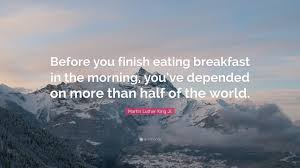 Before you finish eating breakfast
in the morning, you've depended
on more than half of the world.
Martin Luther King Jr.